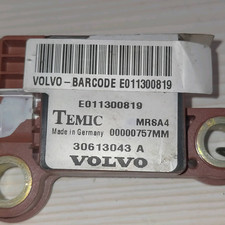 VOLVO-BARCODE E011300819
E011300819
TEMIC MR8A4
Made in Germany 00000757MM
30613043 A
VOLVO